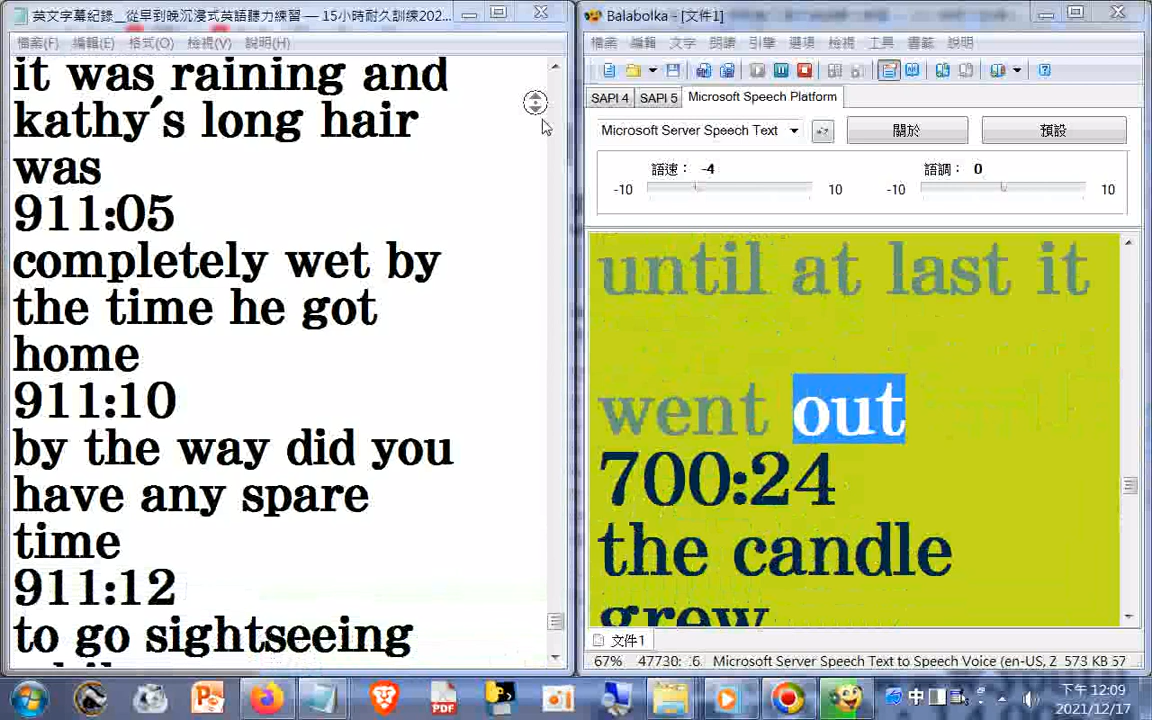 英文字幕紀錄__從早到晚沉浸式英語聽力練習 — 15小時耐久訓練202...
檔案(F) 編輯(E) 格式(O) 檢視(V) 說明(H)
it was raining and
kathy's long hair
was
911:05
completely wet by
the time he got
home
911:10
by the way did you
have any spare
time
911:12
to go sightseeing
Balabolka - [文件1]
檔案 編輯 文字 朗讀 引擎 選項 檢視 工具 書籤 說明
SAPI 4 SAPI 5 Microsoft Speech Platform
Microsoft Server Speech Text 關於 預設
語速： -4 語調： 0
-10 10 -10 10
until at last it
went out
700:24
the candle
grew
文件1
67% 47730: :6. Microsoft Server Speech Text to Speech Voice (en-US, 2 573 KB 57
PDF 中 下午 12:09
2021/12/17